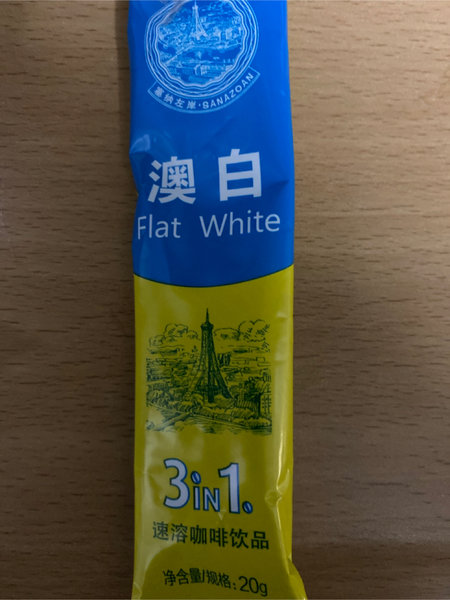 塞纳左岸·SANAZOAN
澳白
Flat White
3iN1
速溶咖啡饮品
净含量/规格:20g